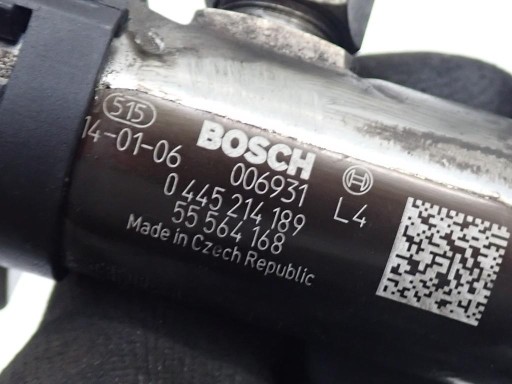 515
14-01-06
BOSCH
006931
0 445 214 189 L4
55 564 168
Made in Czech Republic